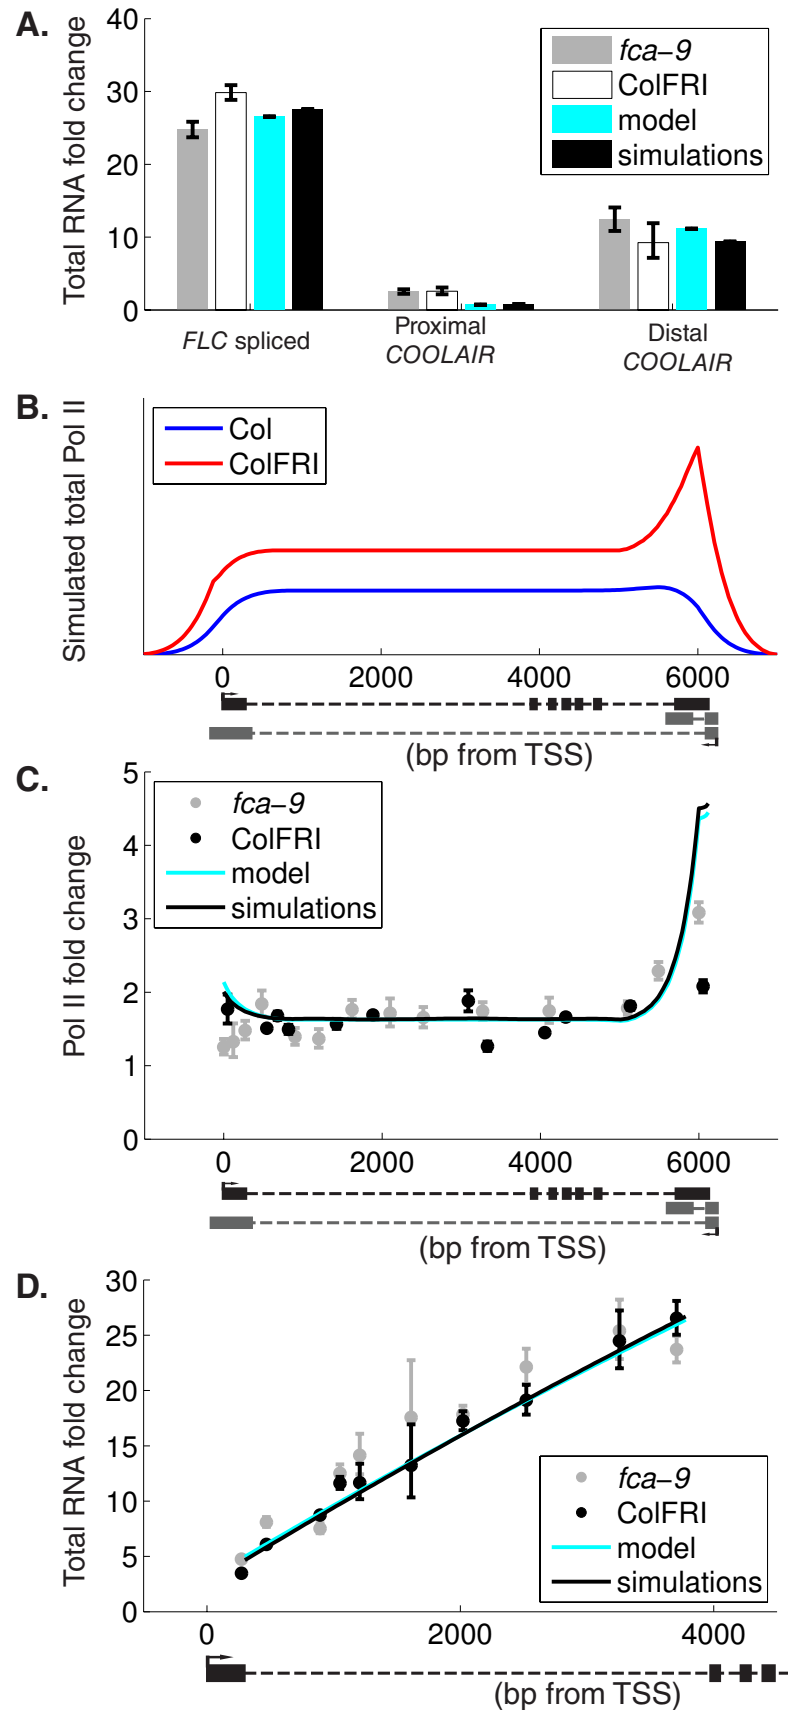 A.
Total RNA fold change
40
30
20
10
0
fca−9
ColFRI
model
simulations
FLC spliced
Proximal
COOLAIR
Distal
COOLAIR
B.
Simulated total Pol II
Col
ColFRI
0 2000 4000 6000
(bp from TSS)
C.
Pol II fold change
5
4
3
2
1
0
fca−9
ColFRI
model
simulations
0 2000 4000 6000
(bp from TSS)
D.
Total RNA fold change
30
25
20
15
10
5
0
fca−9
ColFRI
model
simulations
0 2000 4000
(bp from TSS)